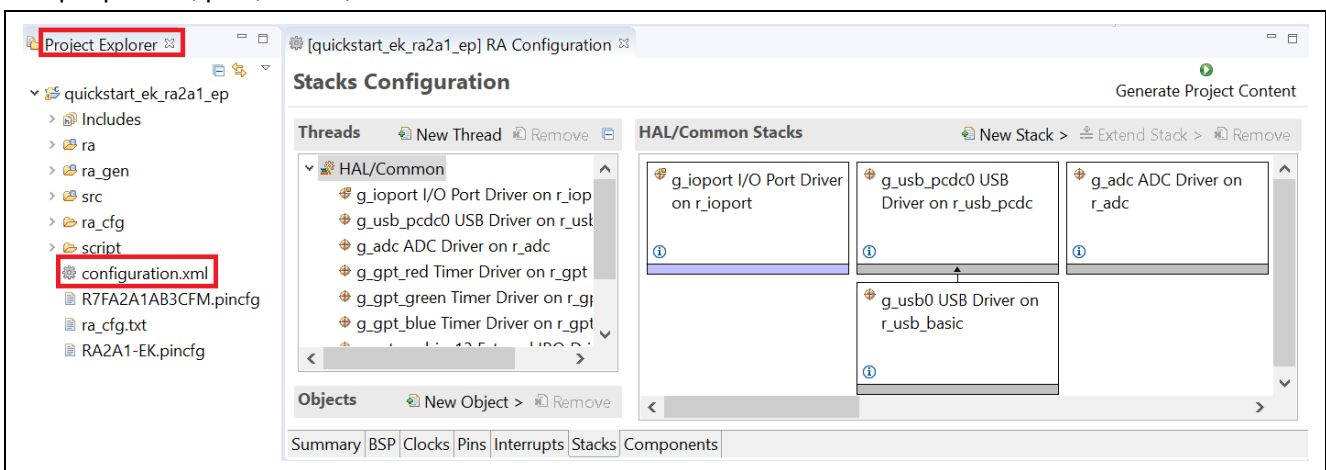 Project Explorer
[quickstart_ek_ra2a1_ep] RA Configuration
Stacks Configuration
Generate Project Content
quickstart_ek_ra2a1_ep
Includes
ra
ra_gen
src
ra_cfg
script
configuration.xml
R7FA2A1AB3CFM.pincfg
ra_cfg.txt
RA2A1-EK.pincfg
Threads
New Thread
Remove
HAL/Common
g_ioport I/O Port Driver on r_iop
g_usb_pcdc0 USB Driver on r_usb
g_adc ADC Driver on r_adc
g_gpt_red Timer Driver on r_gpt
g_gpt_green Timer Driver on r_gp
g_gpt_blue Timer Driver on r_gpt
Objects
New Object >
Remove
HAL/Common Stacks
New Stack >
Extend Stack >
Remove
g_ioport I/O Port Driver
on r_ioport
g_usb_pcdc0 USB
Driver on r_usb_pcdc
g_adc ADC Driver on
r_adc
g_usb0 USB Driver on
r_usb_basic
Summary BSP Clocks Pins Interrupts Stacks Components